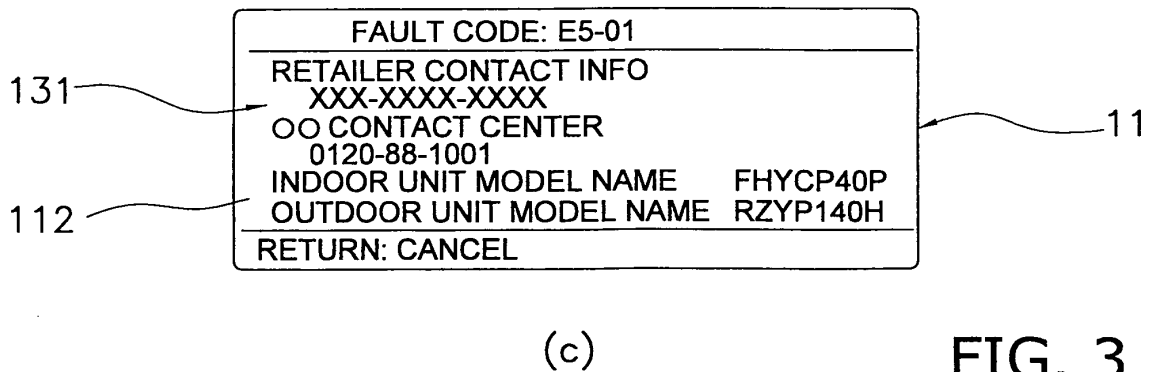 FAULT CODE: E5-01
RETAILER CONTACT INFO
XXX-XXXX-XXXX
○○ CONTACT CENTER
0120-88-1001
INDOOR UNIT MODEL NAME FHYCP40P
OUTDOOR UNIT MODEL NAME RZYP140H
RETURN: CANCEL
131
112
11
(c)
FIG. 3